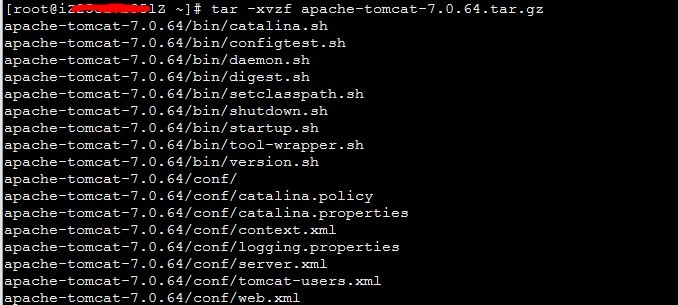 [root@iZ ~]# tar -xvzf apache-tomcat-7.0.64.tar.gz
apache-tomcat-7.0.64/bin/catalina.sh
apache-tomcat-7.0.64/bin/configtest.sh
apache-tomcat-7.0.64/bin/daemon.sh
apache-tomcat-7.0.64/bin/digest.sh
apache-tomcat-7.0.64/bin/setclasspath.sh
apache-tomcat-7.0.64/bin/shutdown.sh
apache-tomcat-7.0.64/bin/startup.sh
apache-tomcat-7.0.64/bin/tool-wrapper.sh
apache-tomcat-7.0.64/bin/version.sh
apache-tomcat-7.0.64/conf/
apache-tomcat-7.0.64/conf/catalina.policy
apache-tomcat-7.0.64/conf/catalina.properties
apache-tomcat-7.0.64/conf/context.xml
apache-tomcat-7.0.64/conf/logging.properties
apache-tomcat-7.0.64/conf/server.xml
apache-tomcat-7.0.64/conf/tomcat-users.xml
apache-tomcat-7.0.64/conf/web.xml